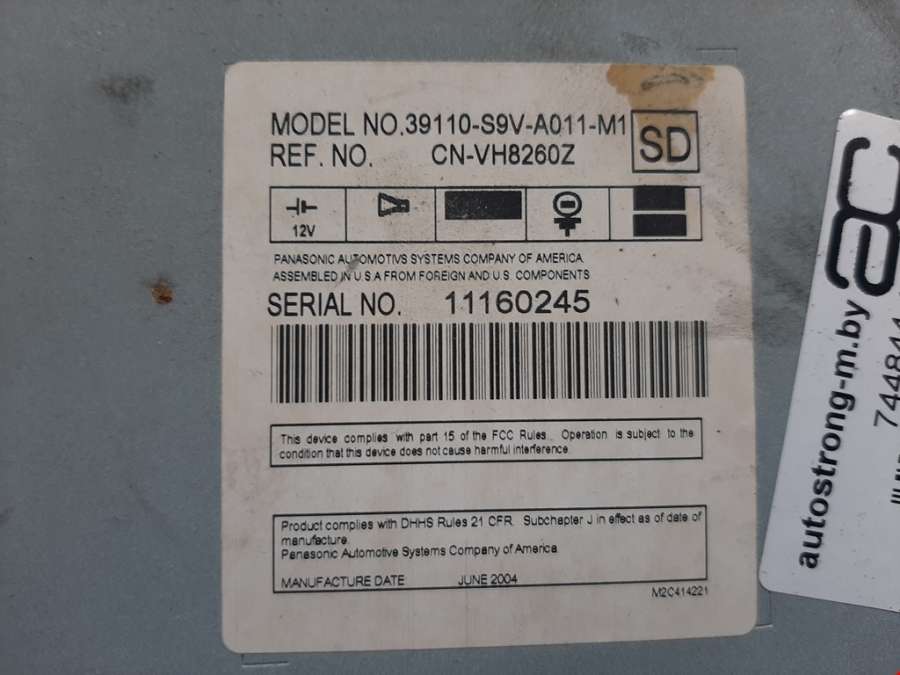 MODEL NO.39110-S9V-A011-M1
SD
REF. NO. CN-VH8260Z
12V
PANASONIC AUTOMOTIVS SYSTEMS COMPANY OF AMERICA
ASSEMBLED IN U.S.A FROM FOREIGN AND U.S. COMPONENTS
SERIAL NO. 11160245
This device complies with part 15 of the FCC Rules. Operation is subject to the
condition that this device does not cause harmful interference.
Product complies with DHHS Rules 21 CFR Subchapter J in effect as of date of
manufacture.
Panasonic Automotive Systems Company of America
MANUFACTURE DATE JUNE 2004
M2C414221
ac
autostrong-m.by
744844